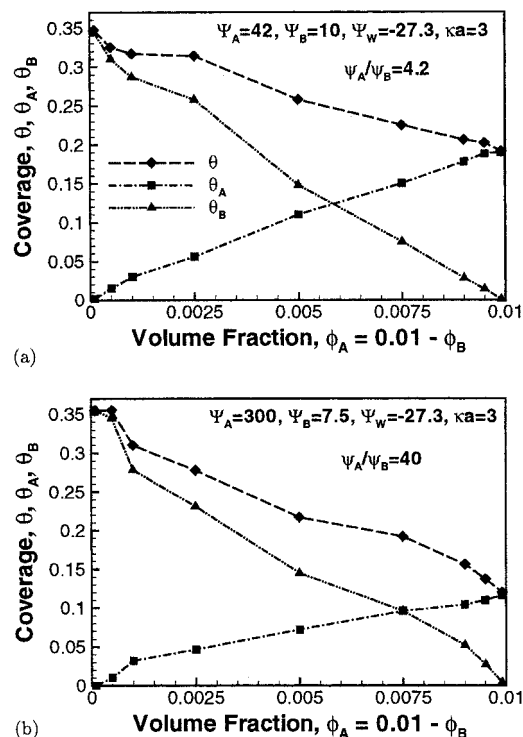 Ψ_A=42, Ψ_B=10, Ψ_W=-27.3, κa=3
ψ_A/ψ_B=4.2
Coverage, θ, θ_A, θ_B
0.35
0.3
0.25
0.2
0.15
0.1
0.05
0
θ
θ_A
θ_B
0
0.0025
0.005
0.0075
0.01
Volume Fraction, ϕ_A = 0.01 - ϕ_B
(a)
Ψ_A=300, Ψ_B=7.5, Ψ_W=-27.3, κa=3
ψ_A/ψ_B=40
Coverage, θ, θ_A, θ_B
0.35
0.3
0.25
0.2
0.15
0.1
0.05
0
0
0.0025
0.005
0.0075
0.01
Volume Fraction, ϕ_A = 0.01 - ϕ_B
(b)